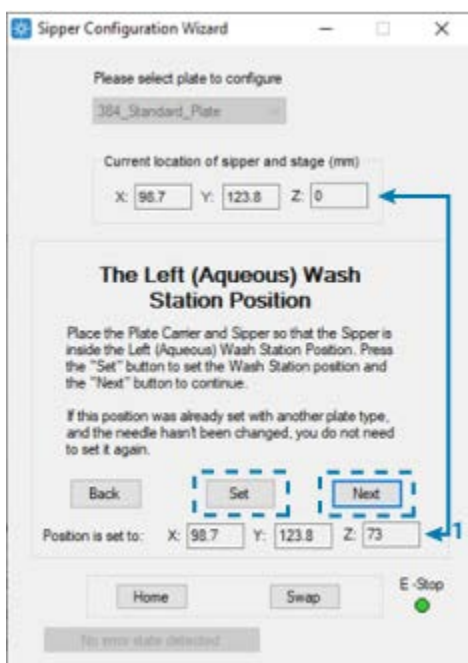 Sipper Configuration Wizard
Please select plate to configure
384_Standard_Plate
Current location of sipper and stage (mm)
X: 98.7 Y: 123.8 Z: 0
The Left (Aqueous) Wash
Station Position
Place the Plate Carrier and Sipper so that the Sipper is
inside the Left (Aqueous) Wash Station Position. Press
the "Set" button to set the Wash Station position and
the "Next" button to continue.
If this position was already set with another plate type,
and the needle hasn't been changed, you do not need
to set it again.
Back Set Next
Position is set to: X: 98.7 Y: 123.8 Z: 73 1
Home Swap E -Stop
No error state detected